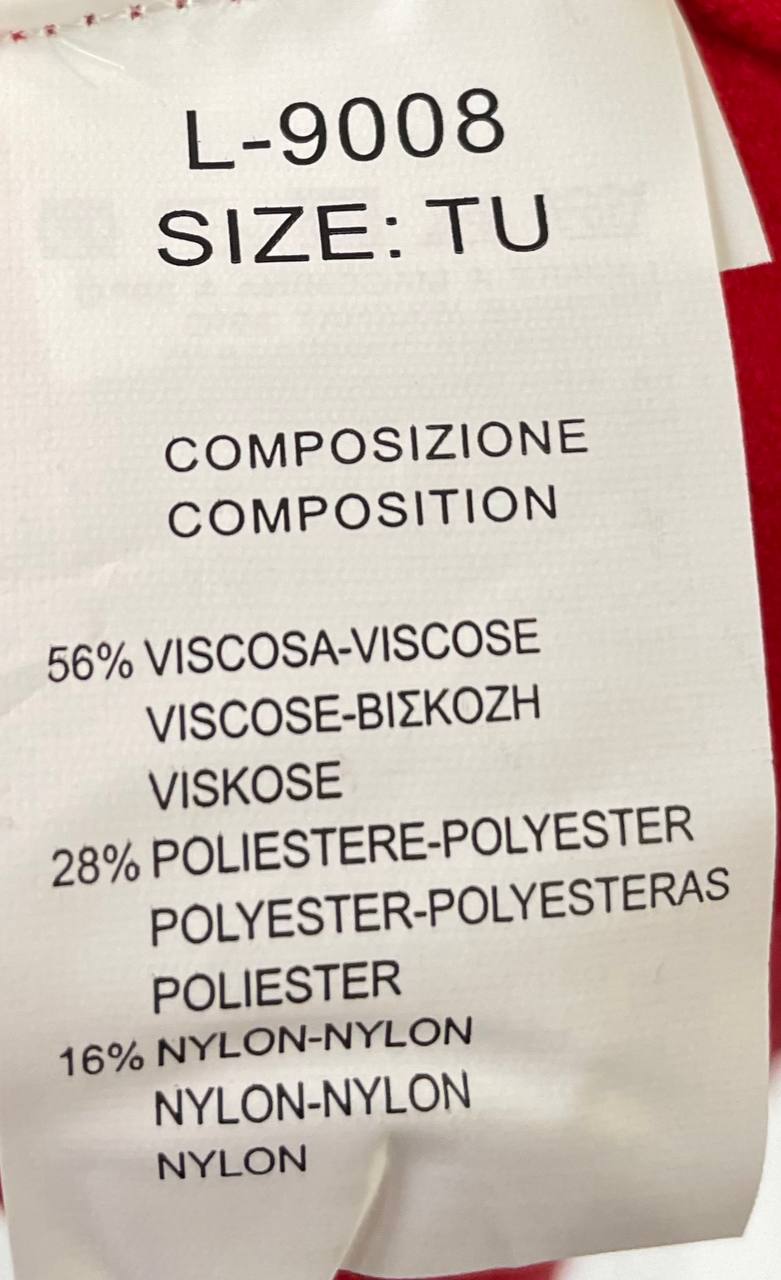 L-9008
SIZE: TU
COMPOSIZIONE
COMPOSITION
56% VISCOSA-VISCOSE
VISCOSE-ΒΙΣΚΟΖΗ
VISKOSE
28% POLIESTERE-POLYESTER
POLYESTER-POLYESTERAS
POLIESTER
16% NYLON-NYLON
NYLON-NYLON
NYLON